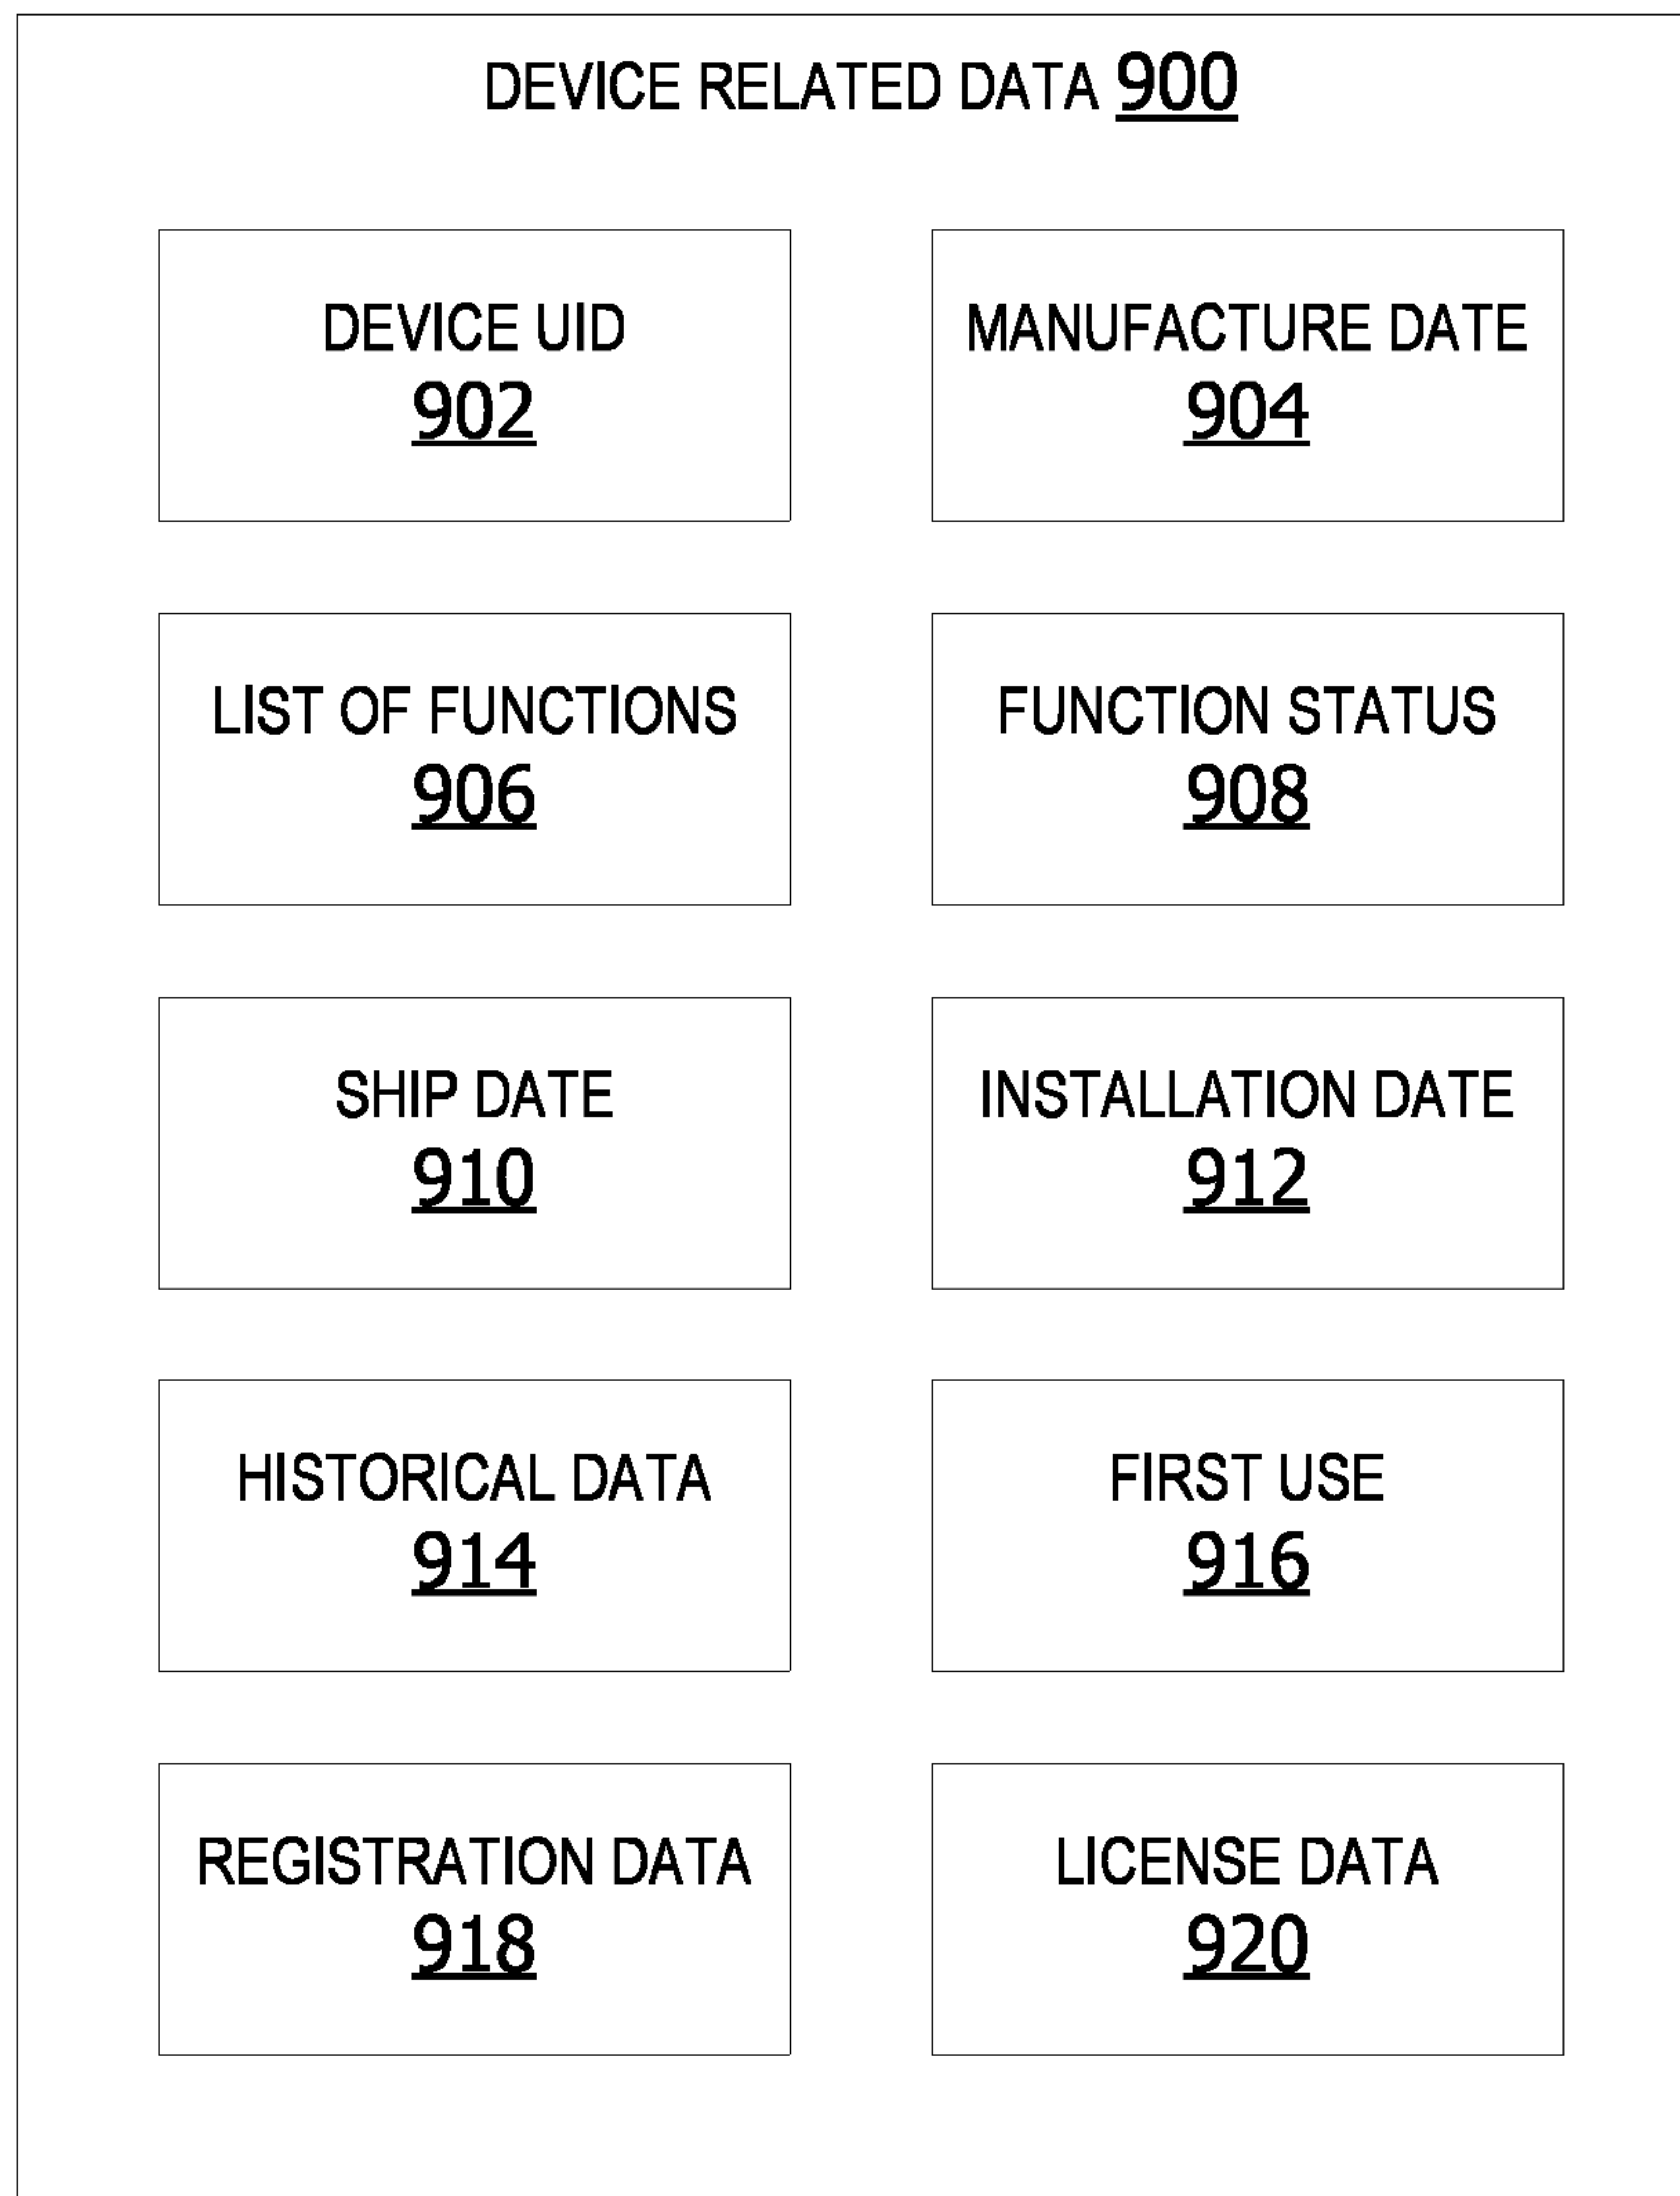 DEVICE RELATED DATA 900
DEVICE UID
902
MANUFACTURE DATE
904
LIST OF FUNCTIONS
906
FUNCTION STATUS
908
SHIP DATE
910
INSTALLATION DATE
912
HISTORICAL DATA
914
FIRST USE
916
REGISTRATION DATA
918
LICENSE DATA
920